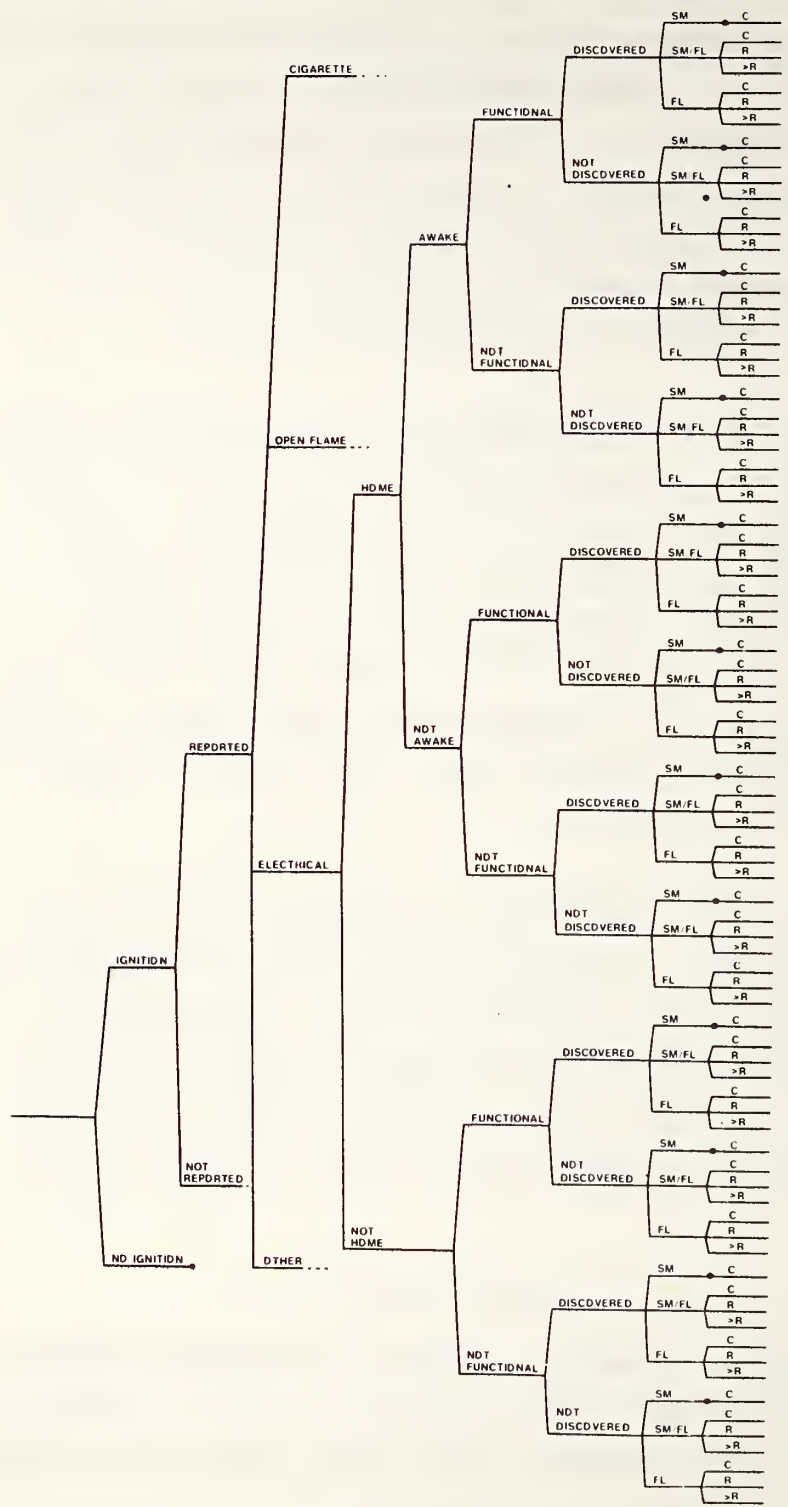 SM C
C
DISCOVERED SM/FL R
CIGARETTE >R
C
FL R
FUNCTIONAL >R
SM C
NOT C
DISCOVERED SM FL R
>R
C
AWAKE FL R
>R
SM C
C
DISCOVERED SM/FL R
>R
C
NOT FL R
FUNCTIONAL >R
SM C
NOT C
DISCOVERED SM FL R
OPEN FLAME >R
C
HOME FL R
>R
SM C
C
DISCOVERED SM FL R
>R
C
FUNCTIONAL FL R
>R
SM C
NOT C
DISCOVERED SM/FL R
>R
NOT C
AWAKE FL R
REPORTED >R
SM C
C
DISCOVERED SM/FL R
>R
C
NOT FL R
ELECTRICAL FUNCTIONAL >R
SM C
NOT C
DISCOVERED SM/FL R
>R
IGNITION C
FL R
>R
SM C
C
DISCOVERED SM/FL R
>R
C
FL R
FUNCTIONAL >R
SM C
NOT NOT C
REPORTED DISCOVERED SM/FL R
>R
C
NOT FL R
HOME >R
NO IGNITION OTHER
SM C
C
DISCOVERED SM/FL R
>R
C
NOT FL R
FUNCTIONAL >R
SM C
NOT C
DISCOVERED SM/FL R
>R
C
FL R
>R